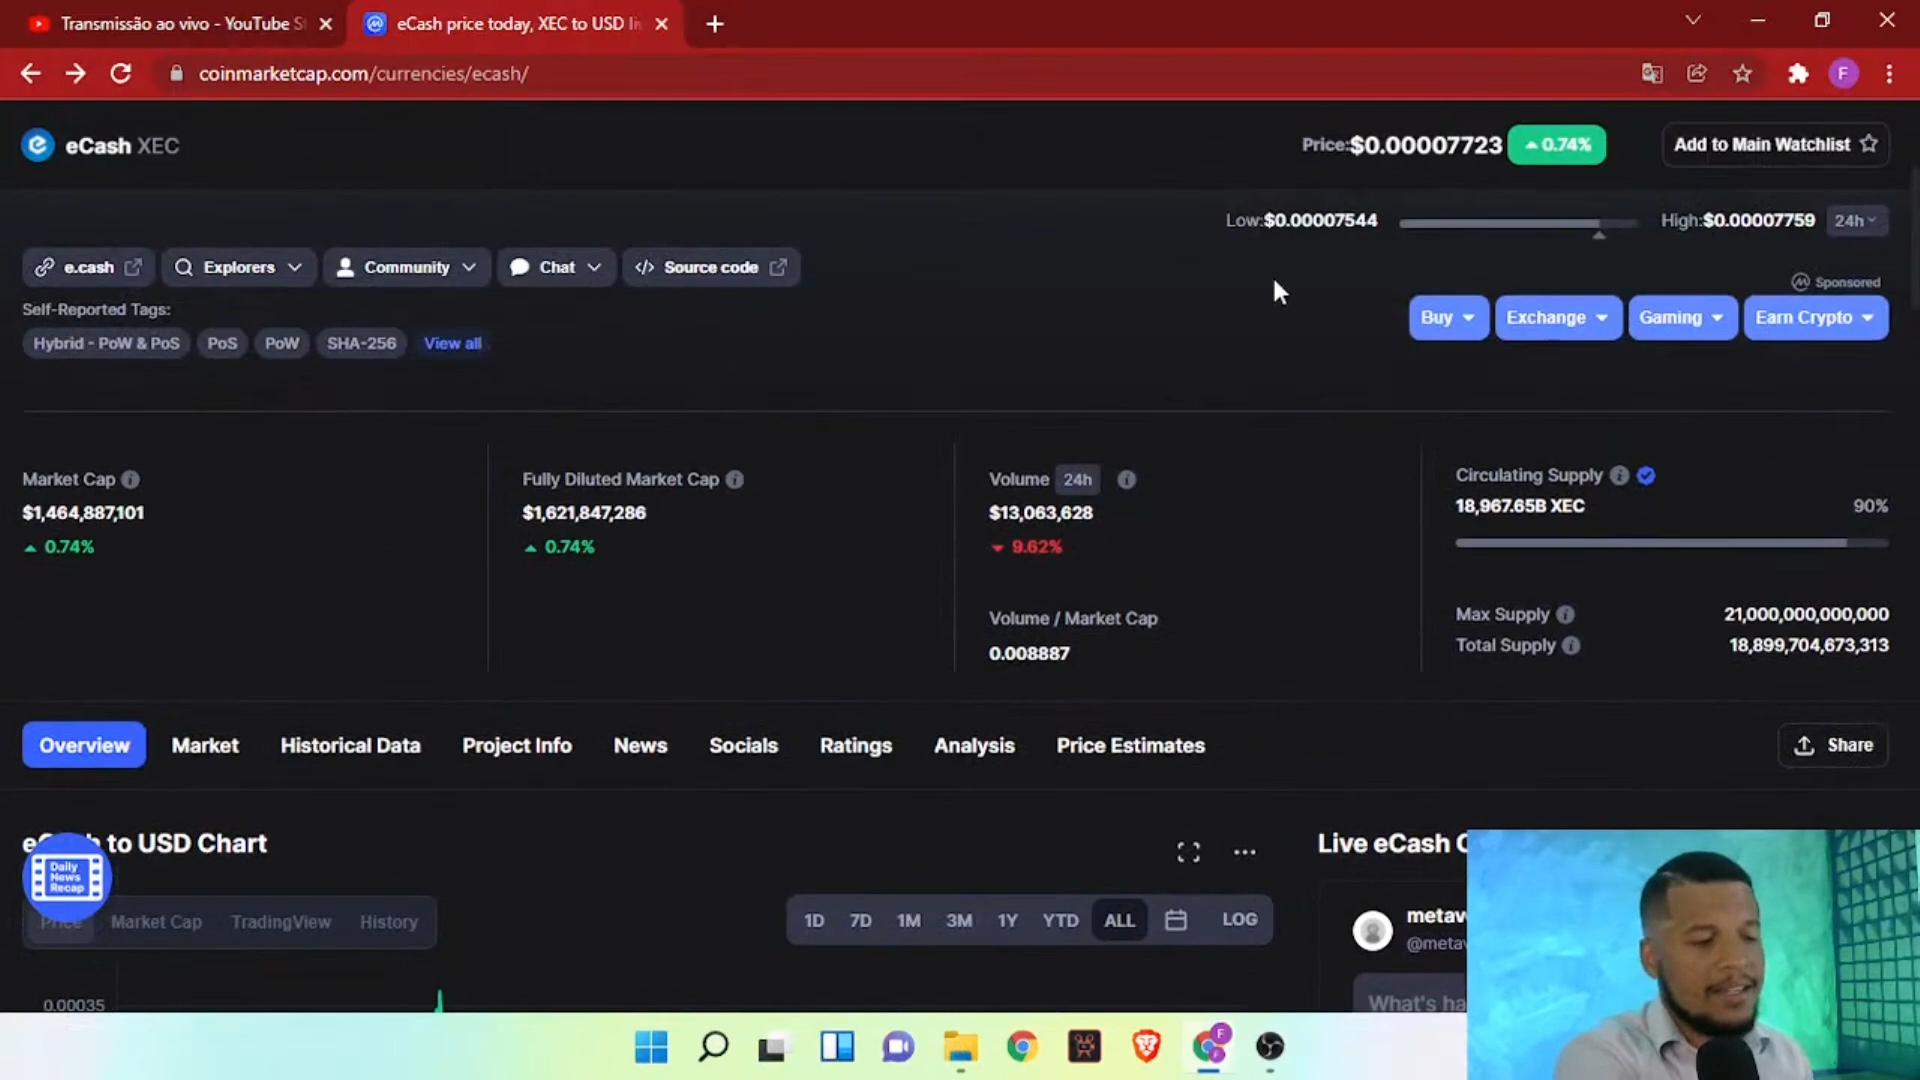 Transmissão ao vivo - YouTube S
eCash price today, XEC to USD li
coinmarketcap.com/currencies/ecash/
F
eCash XEC
Price:$0.00007723
0.74%
Add to Main Watchlist
Low:$0.00007544
High:$0.00007759
24h
e.cash
Explorers
Community
Chat
Source code
Sponsored
Self-Reported Tags:
Buy
Exchange
Gaming
Earn Crypto
Hybrid - PoW & PoS
PoS
PoW
SHA-256
View all
Market Cap
$1,464,887,101
0.74%
Fully Diluted Market Cap
$1,621,847,286
0.74%
Volume 24h
$13,063,628
9.62%
Volume / Market Cap
0.008887
Circulating Supply
18,967.65B XEC
90%
Max Supply
21,000,000,000,000
Total Supply
18,899,704,673,313
Overview
Market
Historical Data
Project Info
News
Socials
Ratings
Analysis
Price Estimates
Share
to USD Chart
Live eCash C
Daily
News
Recap
Price
Market Cap
TradingView
History
1D
7D
1M
3M
1Y
YTD
ALL
LOG
metav
@metav
What's ha
0.00035
F
F